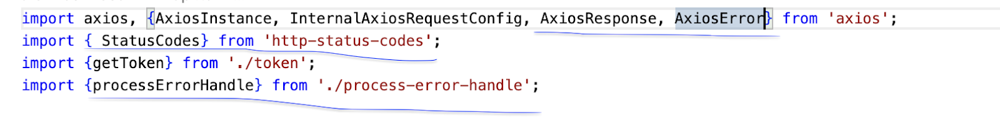 import axios, {AxiosInstance, InternalAxiosRequestConfig, AxiosResponse, AxiosError} from 'axios';
import { StatusCodes} from 'http-status-codes';
import {getToken} from './token';
import {processErrorHandle} from './process-error-handle';